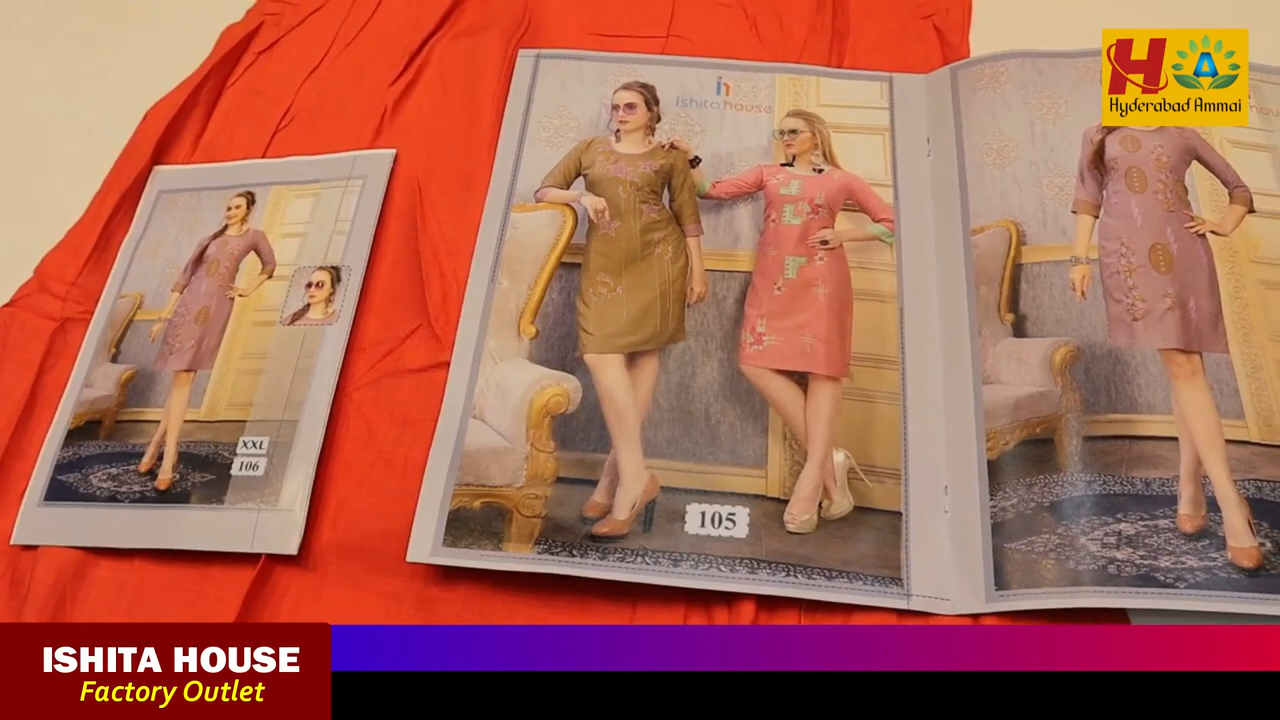 H A
Hyderabad Ammai
Ishita house
XXL
106
105
ISHITA HOUSE
Factory Outlet